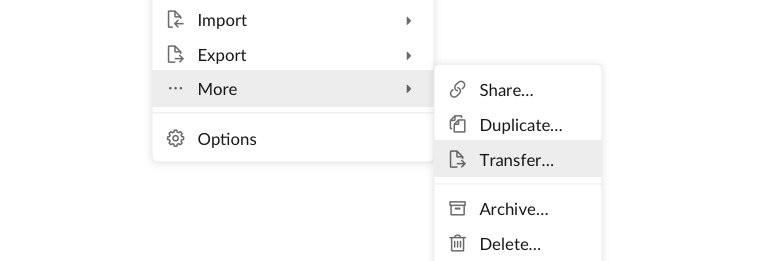 Import
Export
More
Options
Share...
Duplicate...
Transfer...
Archive...
Delete...